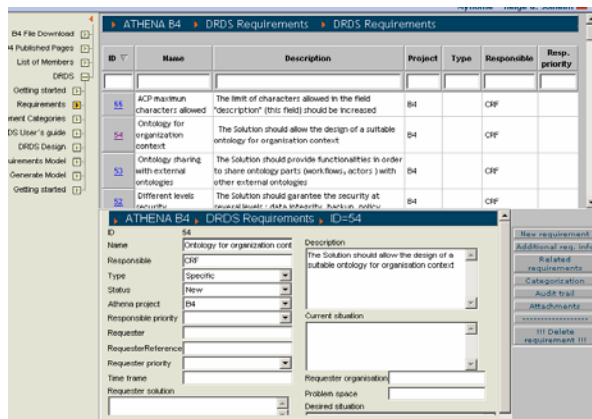 ATHENA B4 DRDS Requirements DRDS Requirements
B4 File Download
Published Pages
List of Members
DRDS
Getting started
Requirements
Categories
User's guide
DRDS Design
Model
Generate Model
Getting started
ID Name Description Project Type Responsible Resp. priority
55 ACP maximun characters allowed The limit of characters allowed in the field "description" (this field) should be increased B4 CRF
54 Ontology for organization context The Solution should allow the design of a suitable ontology for organisation context B4 CRF
53 Ontology sharing with external ontologies The Solution should provide functionalities in order to share ontology parts (workflows, actors ) with other external ontologies B4 CRF
52 Different levels security The Solution should garantee the security at several levels : data integrity, backup, policy B4 CRF
ATHENA B4 DRDS Requirements ID=54
ID 54
Name Ontology for organization cont
Responsible CRF
Type Specific
Status New
Athena project B4
Responsible priority
Requester
RequesterReference
Requester priority
Time frame
Requester solution
Description
The Solution should allow the design of a suitable ontology for organisation context
Current situation
Requester organisation
Problem space
Desired situation
New requirement
Additional req. info
Related requirements
Categorization
Audit trail
Attachments
------------------
!!! Delete requirement !!!